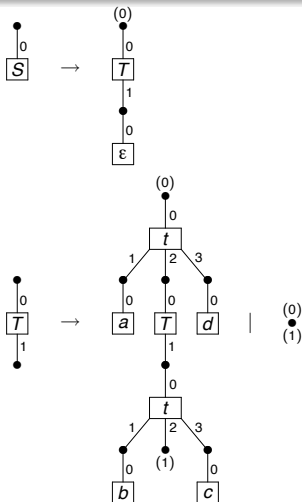 (0)
0 0
S → T
1
0
ε
(0)
0
t
0 1 2 3
0 0 0 (0)
T → a T d |
1 1 (1)
0
t
1 2 3
0 (1) 0
b c